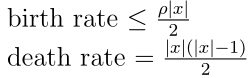 birth rate ≤ ρ|x|/2
death rate = |x|(|x|−1)/2